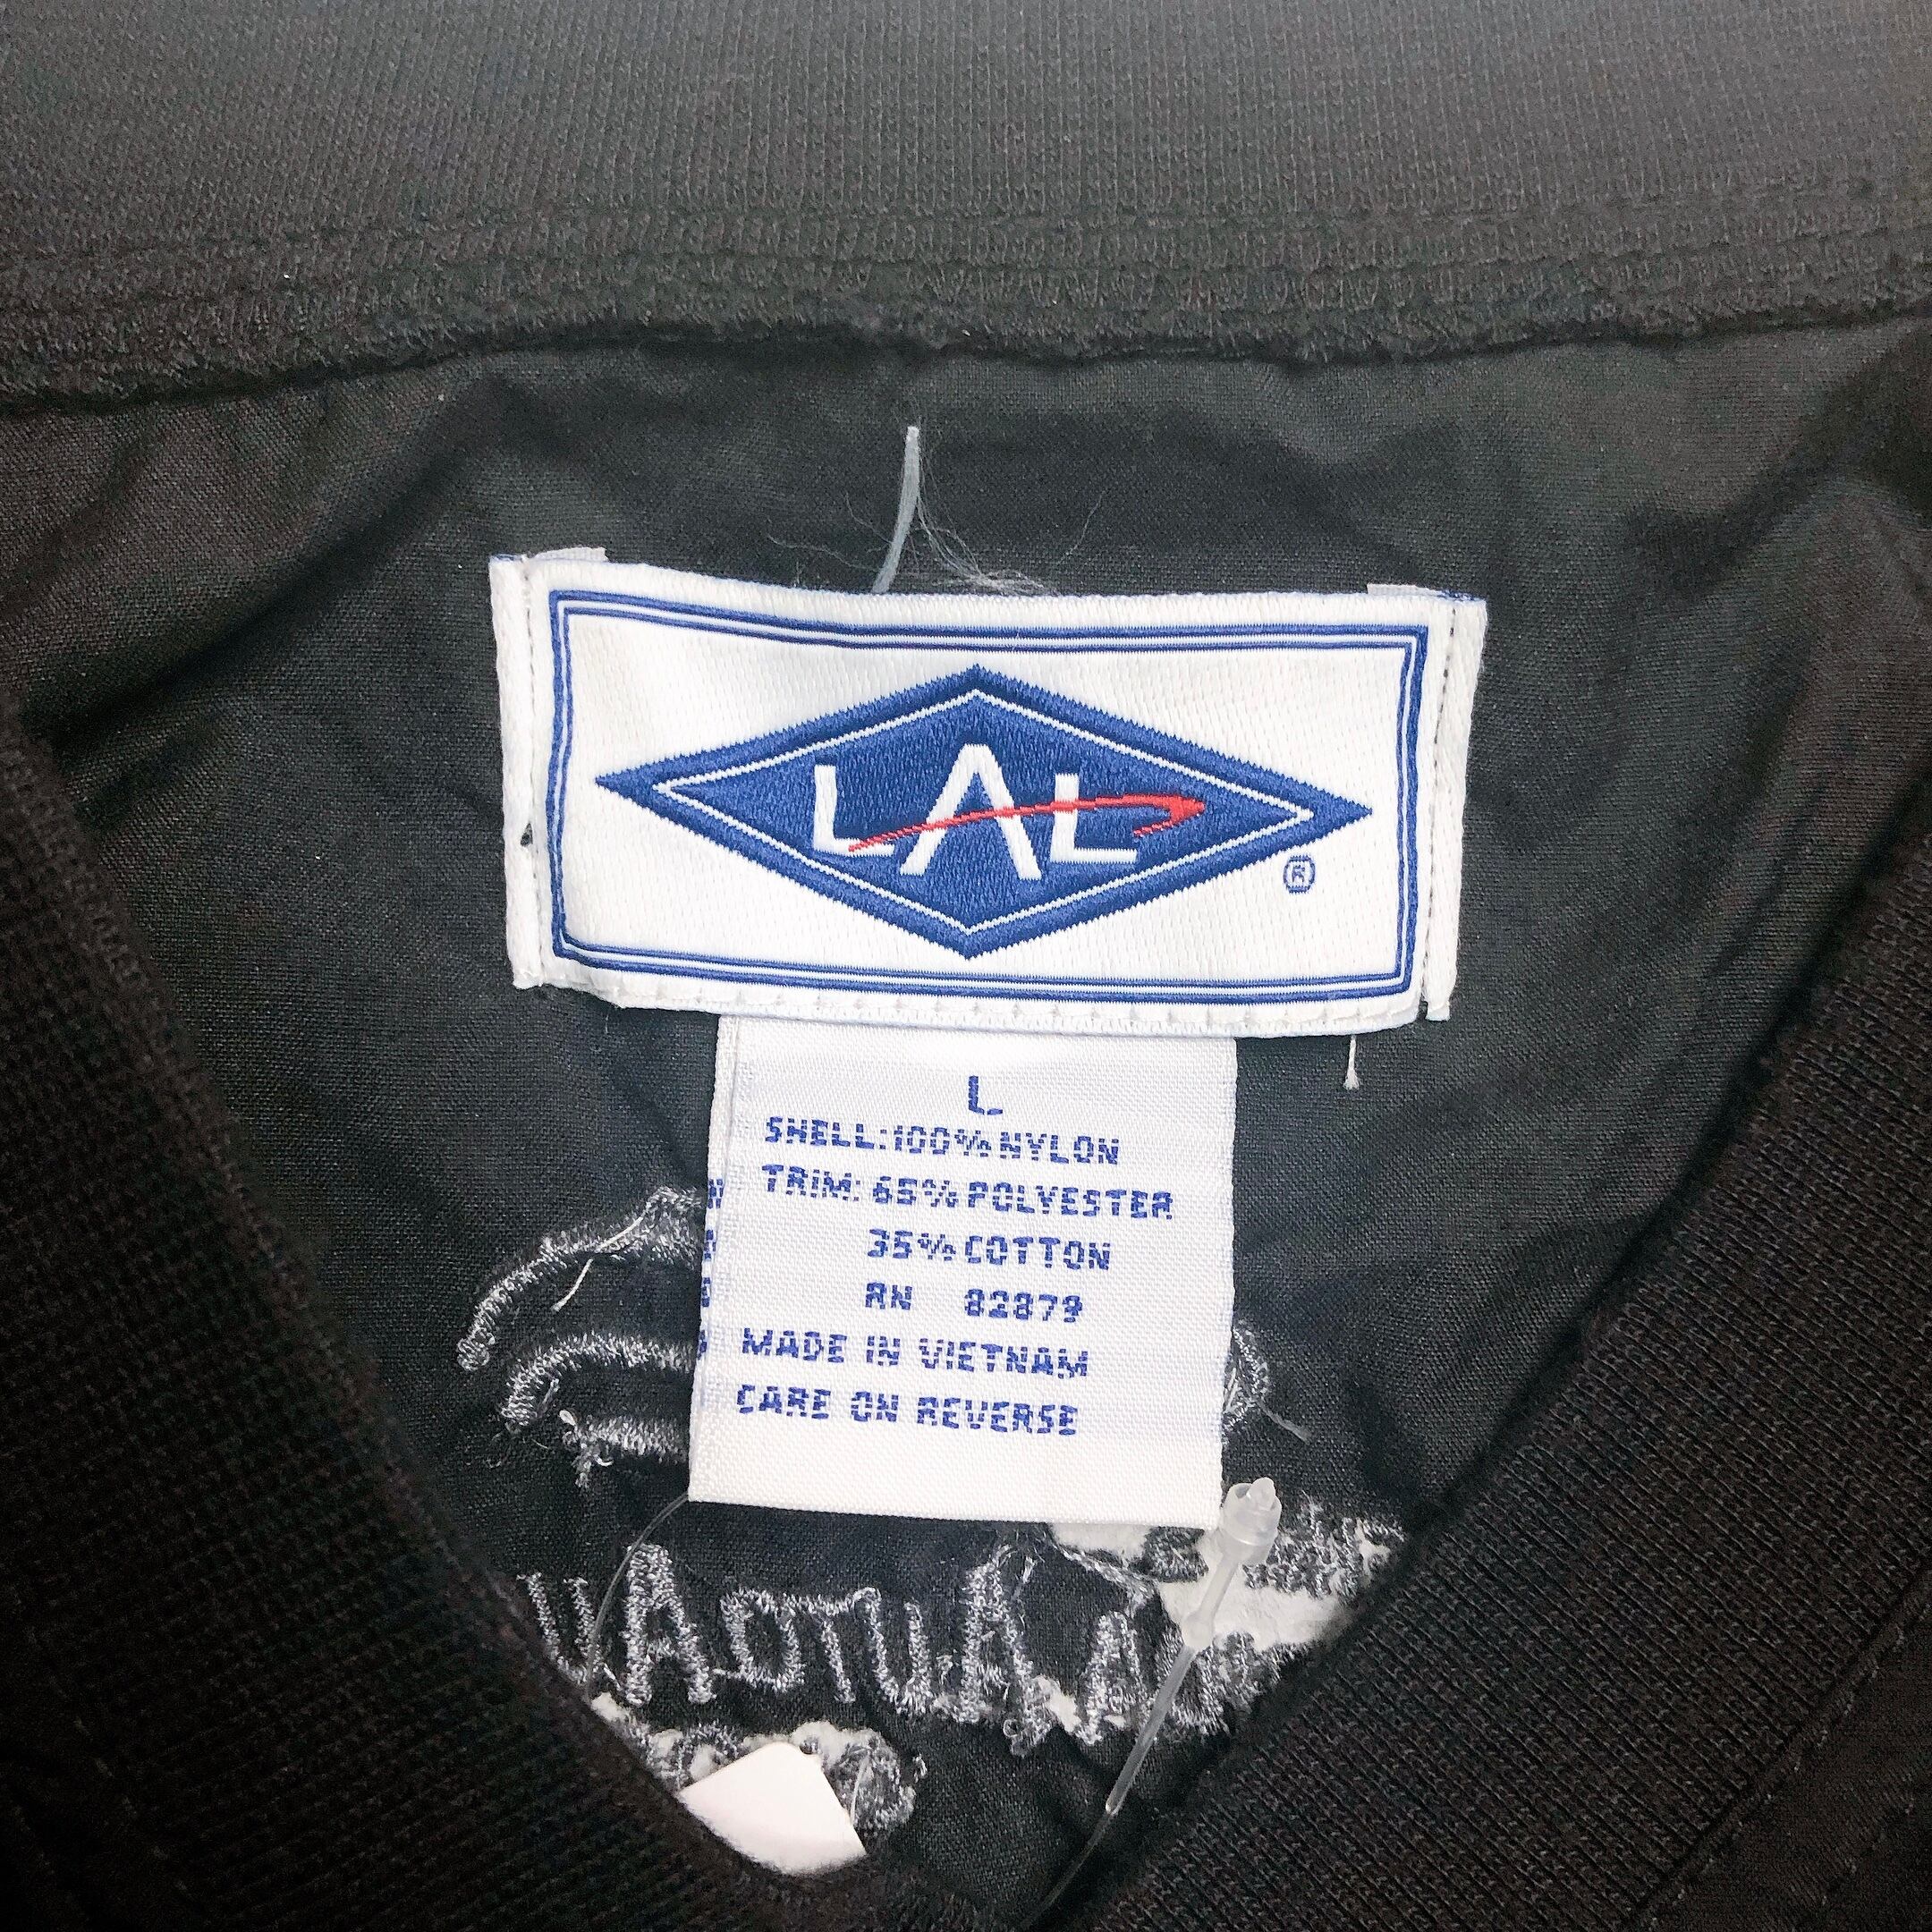 LAL
®
L
SHELL:100% NYLON
TRIM: 65% POLYESTER
35% COTTON
RN 82879
MADE IN VIETNAM
CARE ON REVERSE